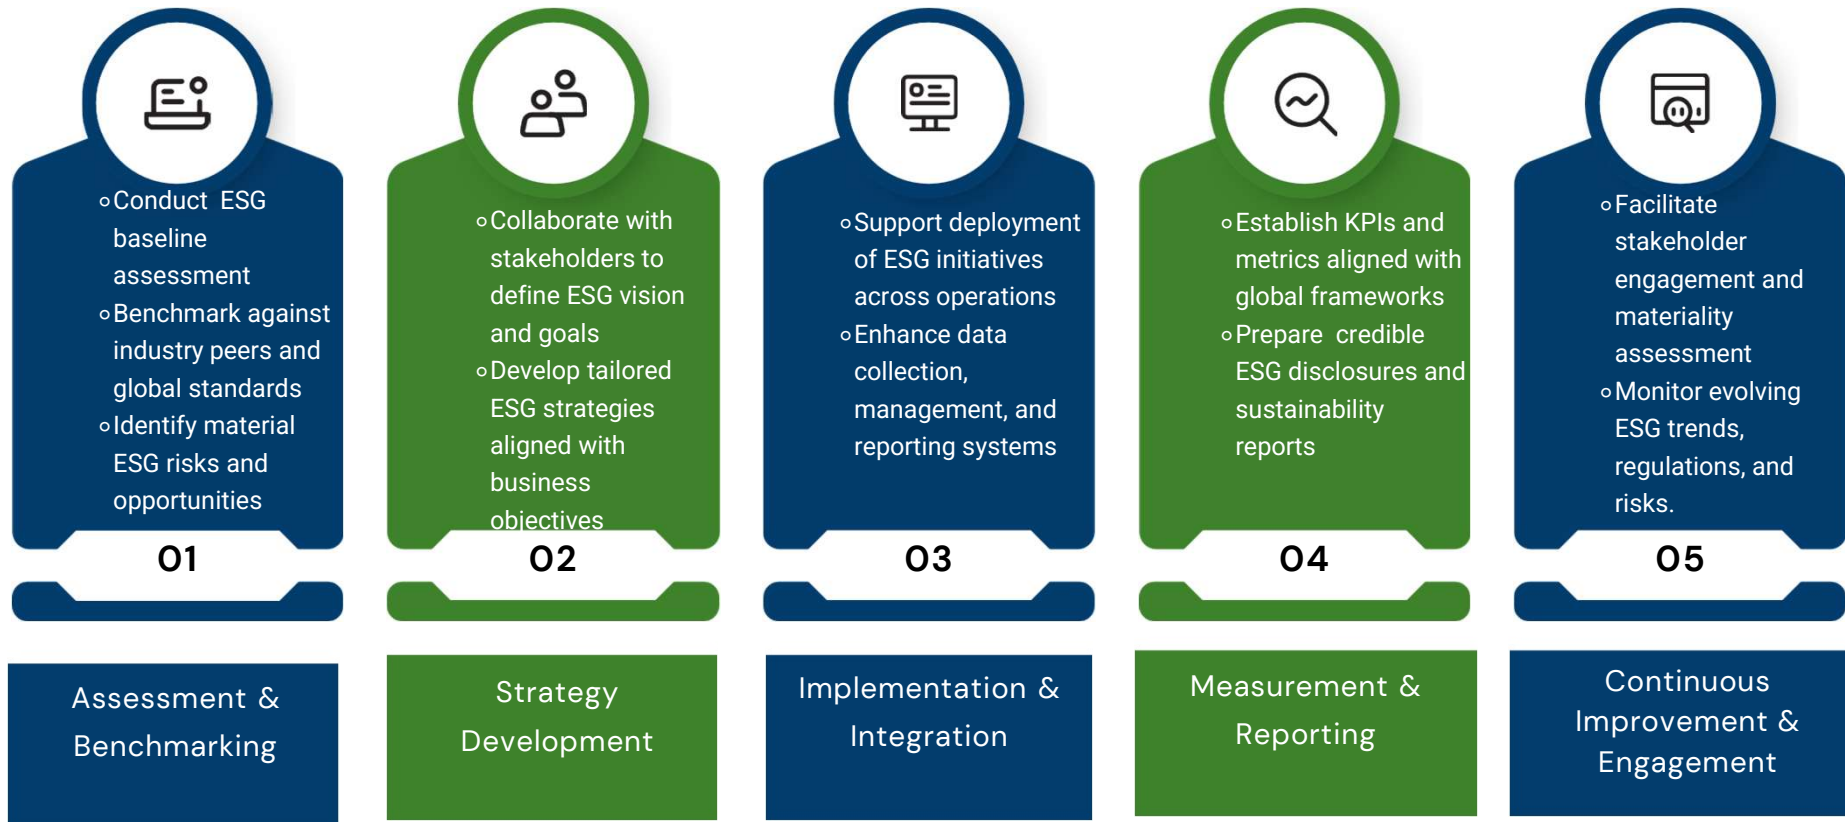 ◦Conduct  ESG
baseline
assessment
◦Benchmark against
industry peers and
global standards
◦Identify material
ESG risks and
opportunities
01
Assessment &
Benchmarking
◦Collaborate with
stakeholders to
define ESG vision
and goals
◦Develop tailored
ESG strategies
aligned with
business
objectives
02
Strategy
Development
◦Support deployment
of ESG initiatives
across operations
◦Enhance data
collection,
management, and
reporting systems
03
Implementation &
Integration
◦Establish KPIs and
metrics aligned with
global frameworks
◦Prepare  credible
ESG disclosures and
sustainability
reports
04
Measurement &
Reporting
◦Facilitate
stakeholder
engagement and
materiality
assessment
◦Monitor evolving
ESG trends,
regulations, and
risks.
05
Continuous
Improvement &
Engagement